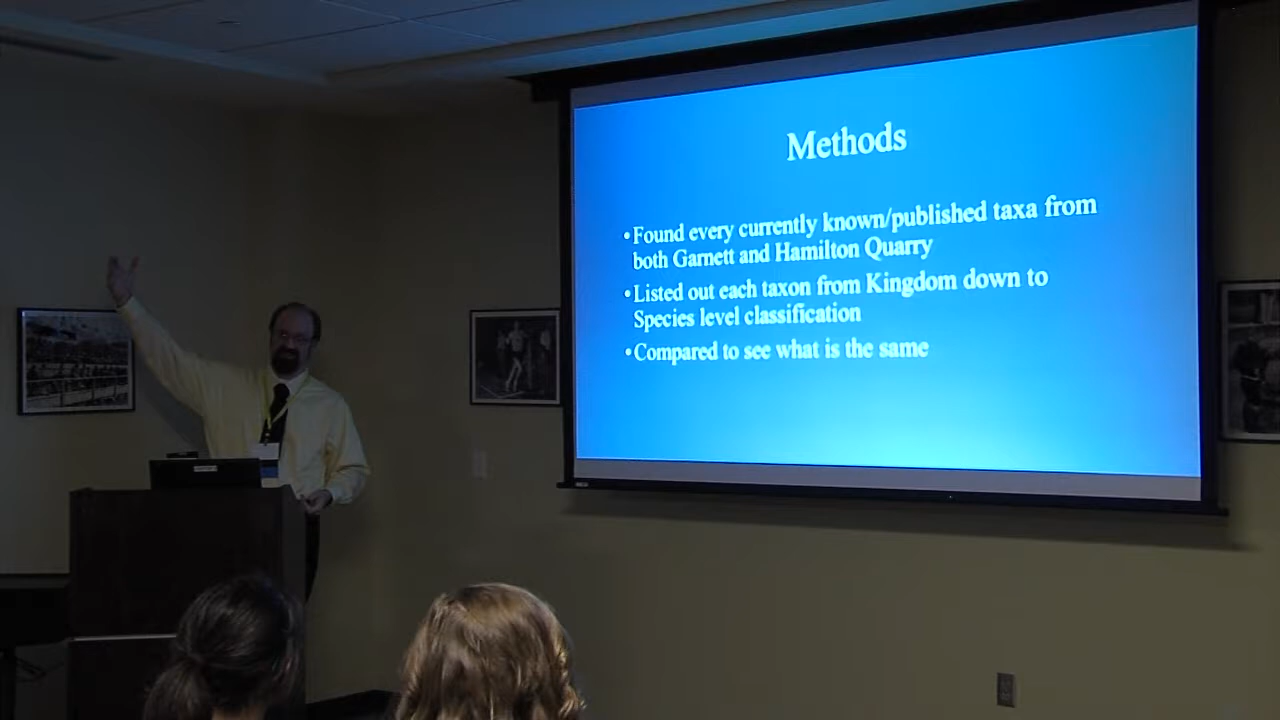 Methods
•Found every currently known/published taxa from
both Garnett and Hamilton Quarry
•Listed out each taxon from Kingdom down to
Species level classification
•Compared to see what is the same